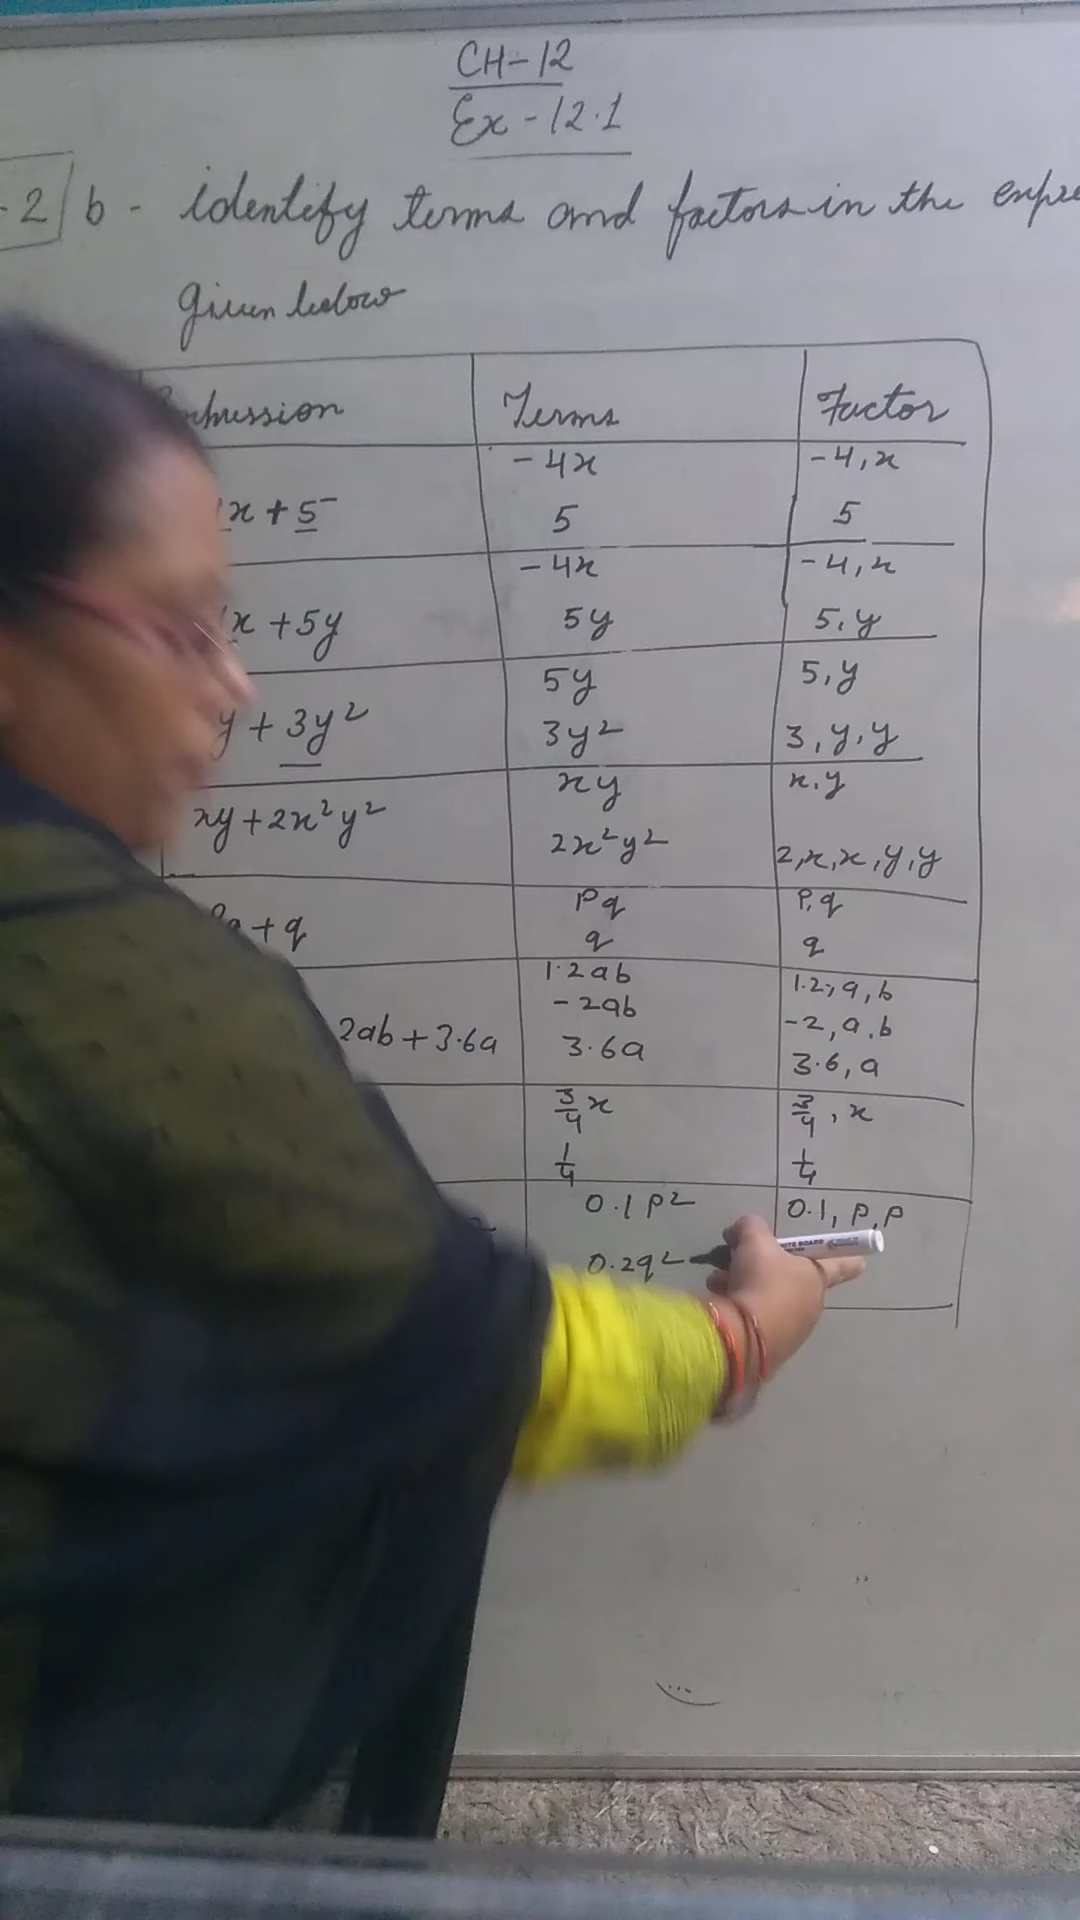 CH-12
Ex-12.1
2 b - identify terms and factors in the
given below
Terms Factor
-4x -4,x
x + 5 5 5
-4x -4,x
x + 5y 5y 5,y
5y 5,y
y + 3y² 3y² 3,y,y
xy x,y
xy + 2x²y² 2x²y² 2,x,x,y,y
pq p,q
+ q q q
1.2ab 1.2,a,b
-2ab -2,a,b
2ab + 3.6a 3.6a 3.6,a
3/4 x 3/4, x
1/4 1/4
0.1p² 0.1, p,p
0.2q²